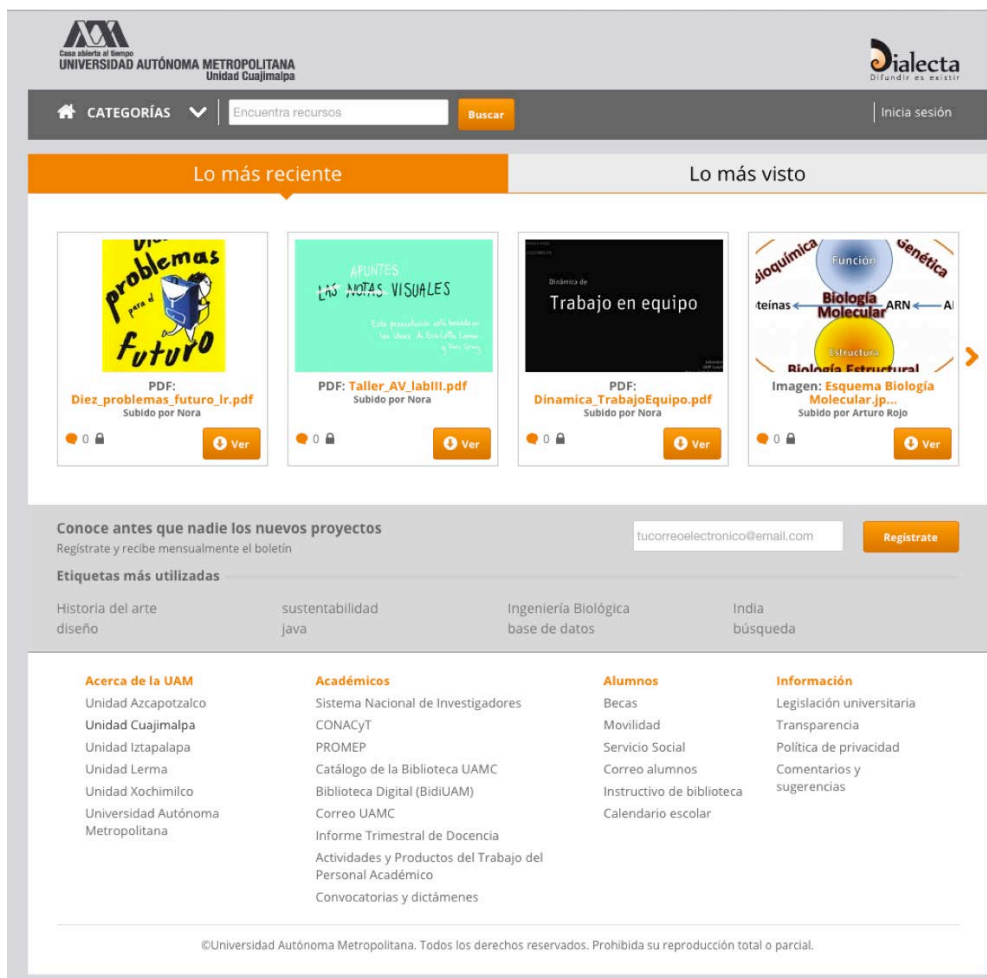 Casa abierta al tiempo
UNIVERSIDAD AUTÓNOMA METROPOLITANA
Unidad Cuajimalpa
Dialecta
Difundir es existir
CATEGORÍAS
Encuentra recursos
Buscar
Inicia sesión
Lo más reciente
Lo más visto
problemas
para el
futuro
PDF:
Diez_problemas_futuro_lr.pdf
Subido por Nora
0
Ver
APUNTES
LAS NOTAS VISUALES
Esta presentación está basada en
las ideas de
PDF: Taller_AV_labIII.pdf
Subido por Nora
0
Ver
Dinámica de
Trabajo en equipo
PDF:
Dinamica_TrabajoEquipo.pdf
Subido por Nora
0
Ver
Bioquímica
Genética
Función
teínas
Biología
Molecular
ARN
Estructura
Biología Estructural
Imagen: Esquema Biología
Molecular.jp...
Subido por Arturo Rojo
0
Ver
Conoce antes que nadie los nuevos proyectos
Regístrate y recibe mensualmente el boletín
tucorreoelectronico@email.com
Regístrate
Etiquetas más utilizadas
Historia del arte
sustentabilidad
Ingeniería Biológica
India
diseño
java
base de datos
búsqueda
Acerca de la UAM
Unidad Azcapotzalco
Unidad Cuajimalpa
Unidad Iztapalapa
Unidad Lerma
Unidad Xochimilco
Universidad Autónoma
Metropolitana
Académicos
Sistema Nacional de Investigadores
CONACyT
PROMEP
Catálogo de la Biblioteca UAMC
Biblioteca Digital (BidiUAM)
Correo UAMC
Informe Trimestral de Docencia
Actividades y Productos del Trabajo del
Personal Académico
Convocatorias y dictámenes
Alumnos
Becas
Movilidad
Servicio Social
Correo alumnos
Instructivo de biblioteca
Calendario escolar
Información
Legislación universitaria
Transparencia
Política de privacidad
Comentarios y
sugerencias
©Universidad Autónoma Metropolitana. Todos los derechos reservados. Prohibida su reproducción total o parcial.